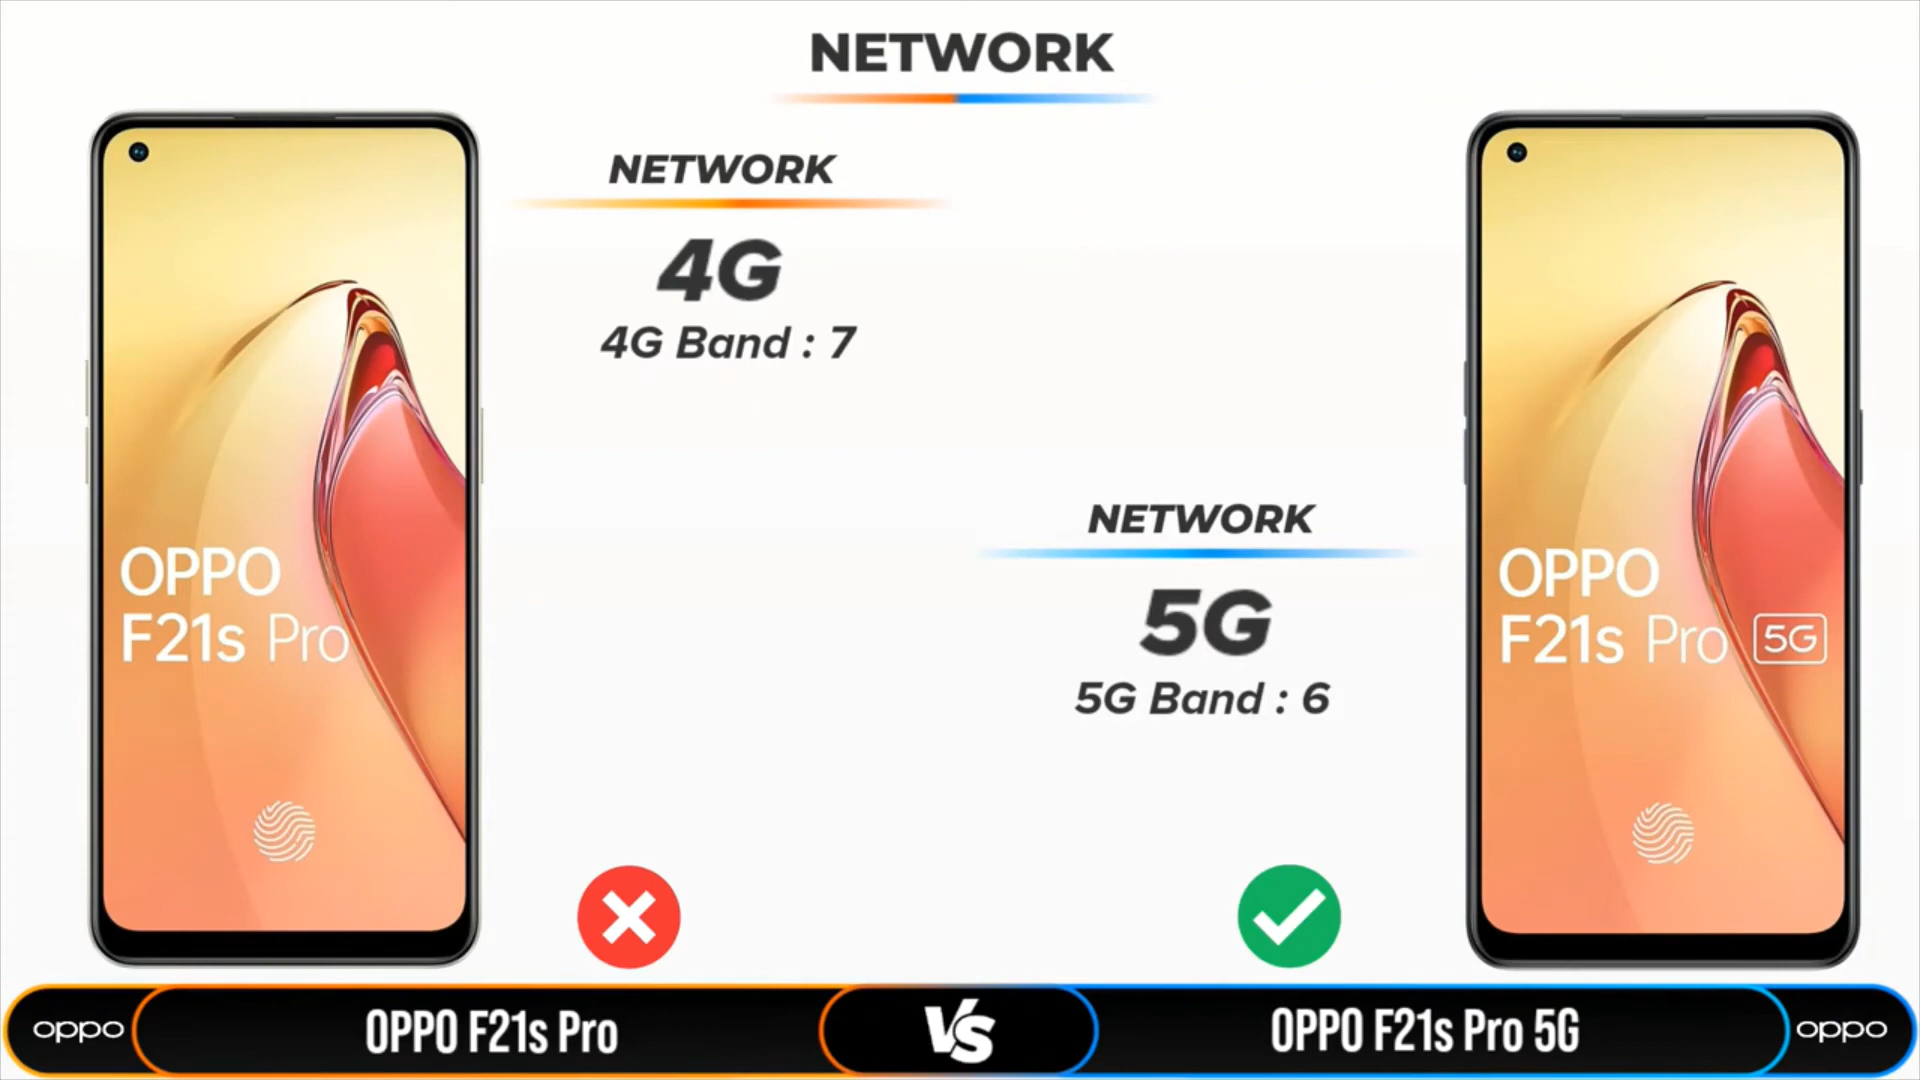 NETWORK
NETWORK
4G
4G Band : 7
OPPO
F21s Pro
NETWORK
5G
5G Band : 6
OPPO
F21s Pro 5G
oppo
OPPO F21s Pro
VS
OPPO F21s Pro 5G
oppo